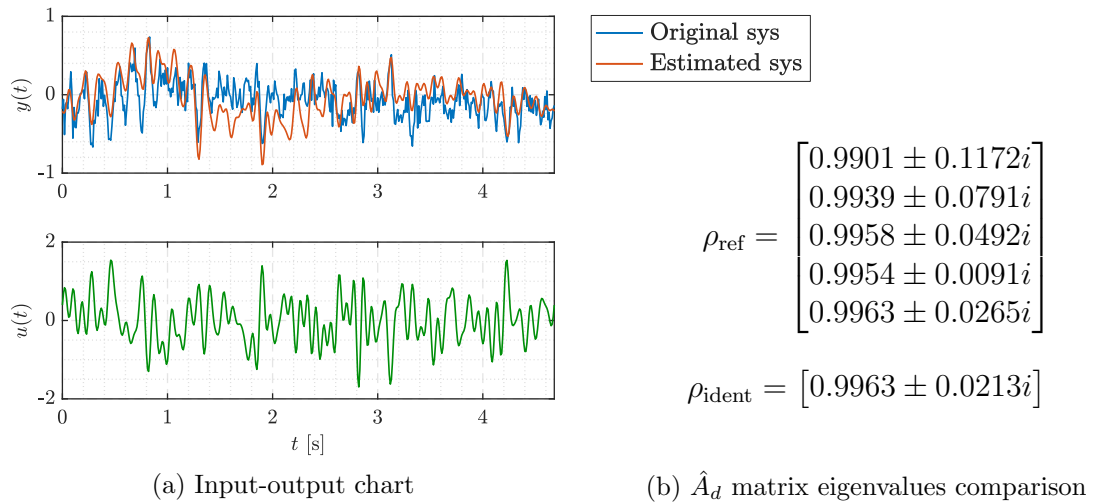 1
0
-1
y(t)
0
1
2
3
4
2
0
-2
u(t)
0
1
2
3
4
t [s]
(a) Input-output chart
Original sys
Estimated sys
ρ_ref = [0.9901 ± 0.1172i
0.9939 ± 0.0791i
0.9958 ± 0.0492i
0.9954 ± 0.0091i
0.9963 ± 0.0265i]
ρ_ident = [0.9963 ± 0.0213i]
(b) Â_d matrix eigenvalues comparison